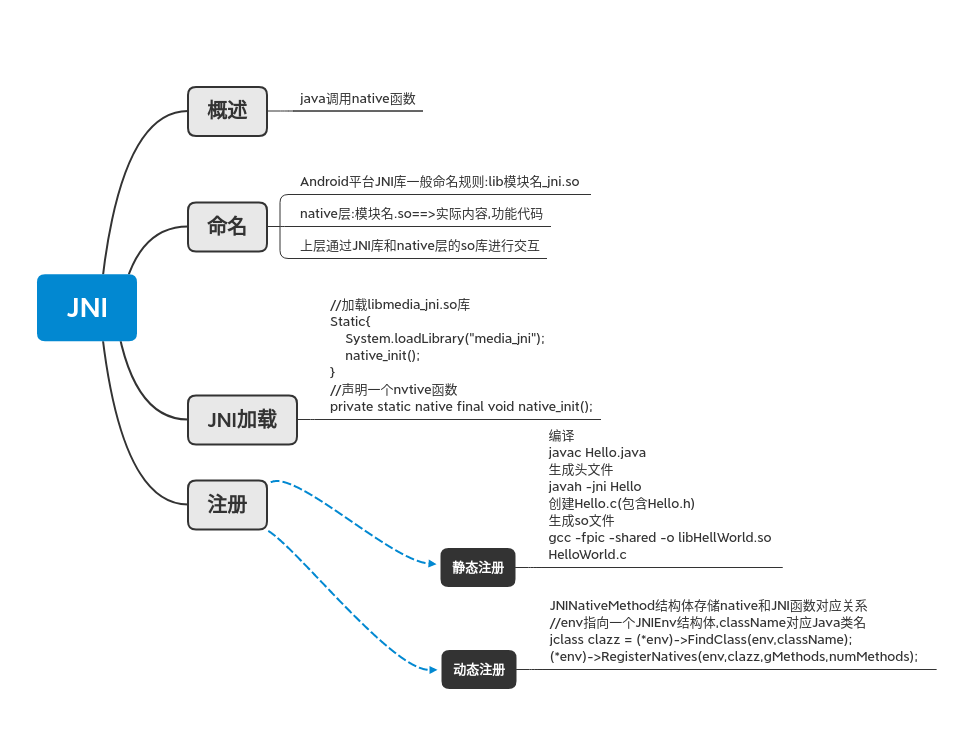 JNI
概述
java调用native函数
命名
Android平台JNI库一般命名规则:lib模块名_jni.so
native层:模块名.so==>实际内容,功能代码
上层通过JNI库和native层的so库进行交互
JNI加载
//加载libmedia_jni.so库
Static{
System.loadLibrary("media_jni");
native_init();
}
//声明一个nvtive函数
private static native final void native_init();
注册
静态注册
编译
javac Hello.java
生成头文件
javah -jni Hello
创建Hello.c(包含Hello.h)
生成so文件
gcc -fpic -shared -o libHellWorld.so
HelloWorld.c
动态注册
JNINativeMethod结构体存储native和JNI函数对应关系
//env指向一个JNIEnv结构体,className对应Java类名
jclass clazz = (*env)->FindClass(env,className);
(*env)->RegisterNatives(env,clazz,gMethods,numMethods);